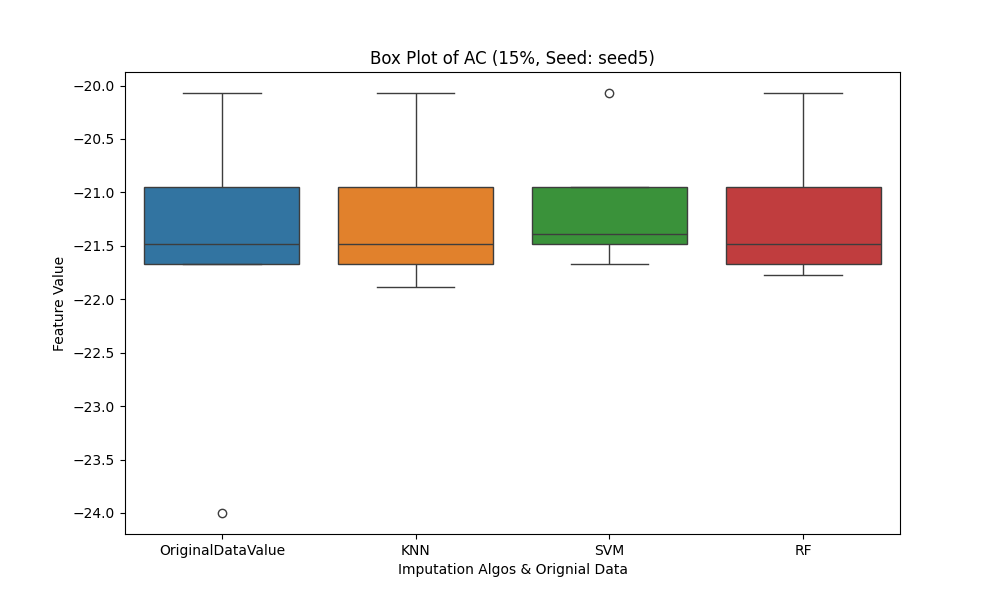 Box Plot of AC (15%, Seed: seed5)
Feature Value
−20.0
−20.5
−21.0
−21.5
−22.0
−22.5
−23.0
−23.5
−24.0
OriginalDataValue KNN SVM RF
Imputation Algos & Orignial Data